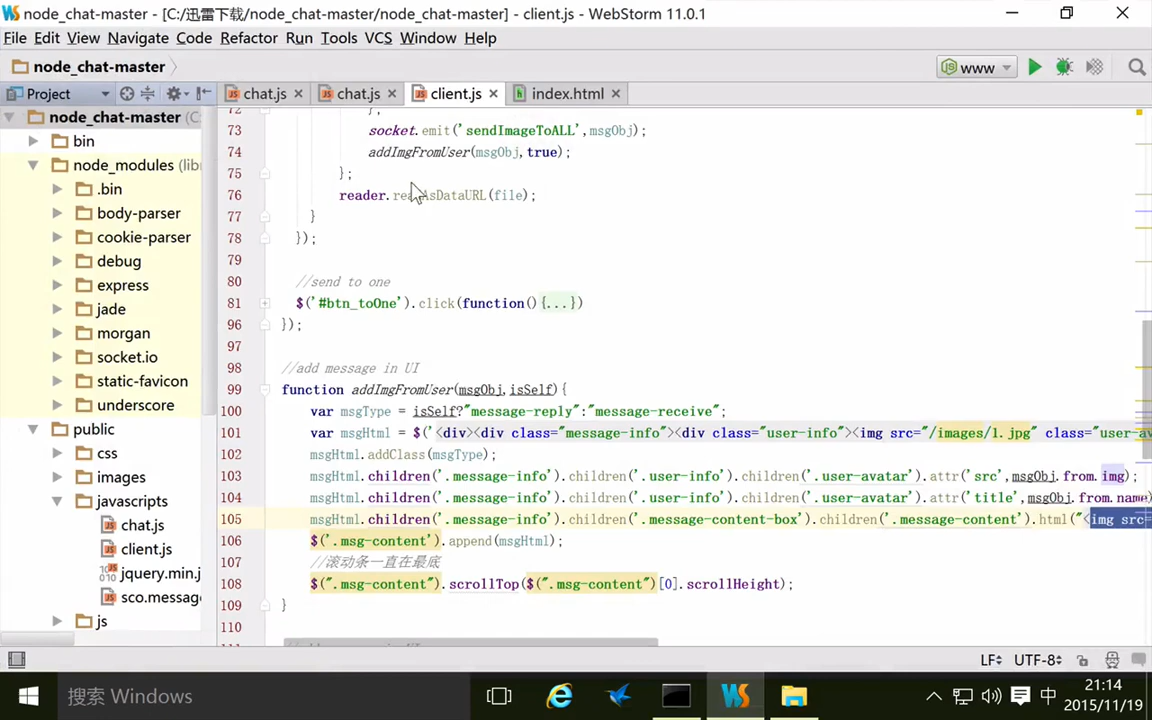 node_chat-master - [C:/迅雷下载/node_chat-master/node_chat-master] - client.js - WebStorm 11.0.1
File Edit View Navigate Code Refactor Run Tools VCS Window Help
node_chat-master www
Project chat.js chat.js client.js index.html
node_chat-master (C:
bin
node_modules (libr
.bin
body-parser
cookie-parser
debug
express
jade
morgan
socket.io
static-favicon
underscore
public
css
images
javascripts
chat.js
client.js
jquery.min.j
sco.message
js
72 };
73 socket.emit('sendImageToALL',msgObj);
74 addImgFromUser(msgObj,true);
75 };
76 reader.readAsDataURL(file);
77 }
78 });
79
80 //send to one
81 $('#btn_toOne').click(function(){...})
96 });
97
98 //add message in UI
99 function addImgFromUser(msgObj,isSelf){
100 var msgType = isSelf?"message-reply":"message-receive";
101 var msgHtml = $('<div><div class="message-info"><div class="user-info"><img src="/images/1.jpg" class="user-av
102 msgHtml.addClass(msgType);
103 msgHtml.children('.message-info').children('.user-info').children('.user-avatar').attr('src',msgObj.from.img);
104 msgHtml.children('.message-info').children('.user-info').children('.user-avatar').attr('title',msgObj.from.name
105 msgHtml.children('.message-info').children('.message-content-box').children('.message-content').html("<img src=
106 $('.msg-content').append(msgHtml);
107 //滚动条一直在最底
108 $(".msg-content").scrollTop($(".msg-content")[0].scrollHeight);
109 }
110
LF UTF-8
搜索 Windows
中 21:14
2015/11/19